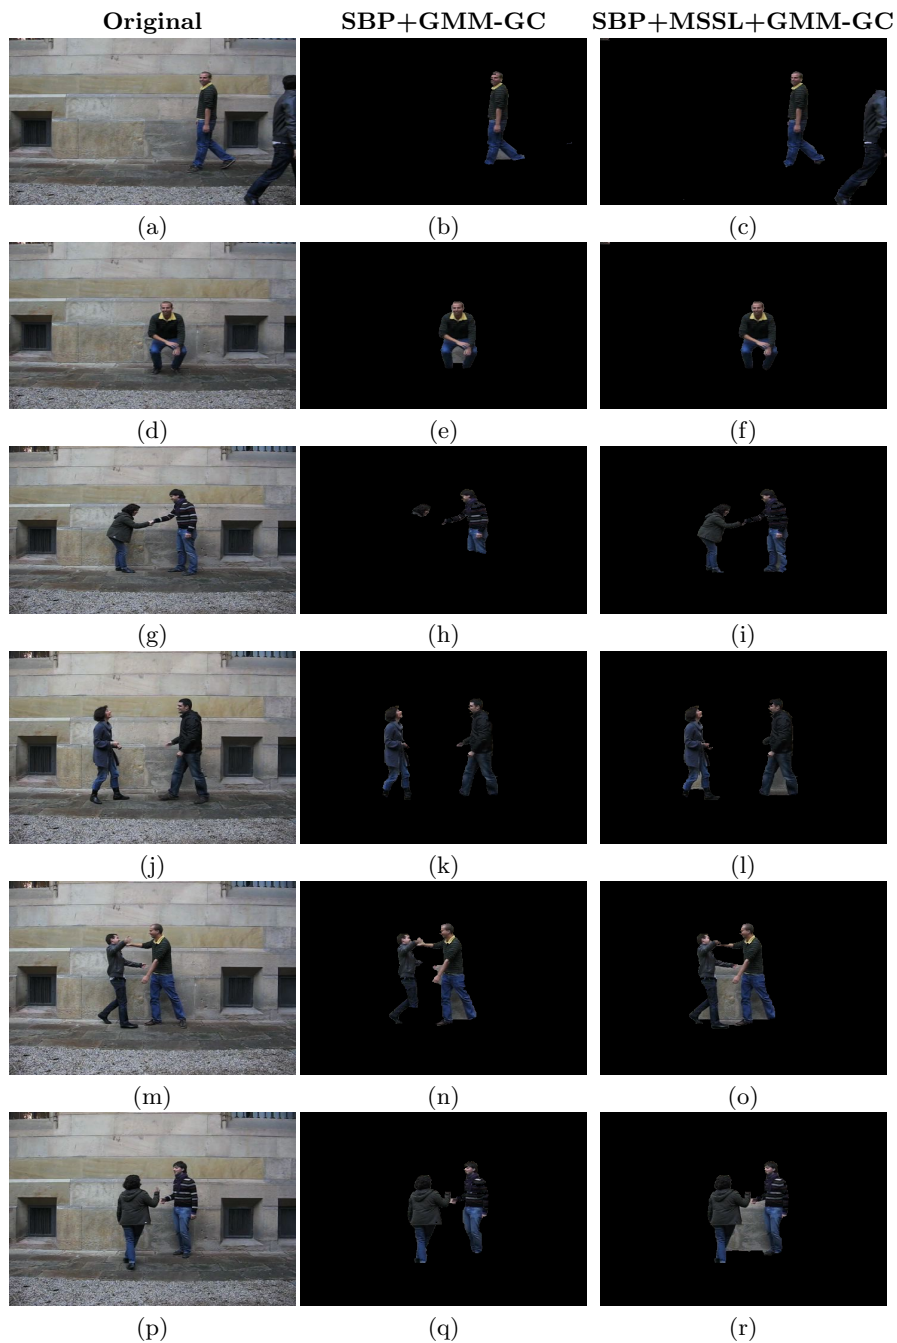 Original SBP+GMM-GC SBP+MSSL+GMM-GC
(a) (b) (c)
(d) (e) (f)
(g) (h) (i)
(j) (k) (l)
(m) (n) (o)
(p) (q) (r)